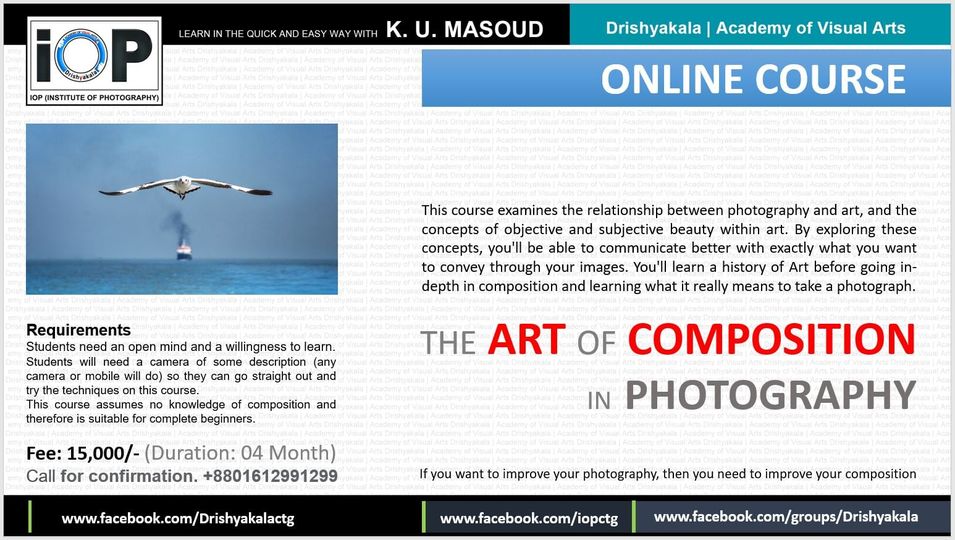 iOP
Drishyakala
IOP (INSTITUTE OF PHOTOGRAPHY)
LEARN IN THE QUICK AND EASY WAY WITH K. U. MASOUD
Drishyakala | Academy of Visual Arts
ONLINE COURSE
This course examines the relationship between photography and art, and the
concepts of objective and subjective beauty within art. By exploring these
concepts, you'll be able to communicate better with exactly what you want
to convey through your images. You'll learn a history of Art before going in-
depth in composition and learning what it really means to take a photograph.
THE ART OF COMPOSITION
IN PHOTOGRAPHY
Requirements
Students need an open mind and a willingness to learn.
Students will need a camera of some description (any
camera or mobile will do) so they can go straight out and
try the techniques on this course.
This course assumes no knowledge of composition and
therefore is suitable for complete beginners.
Fee: 15,000/- (Duration: 04 Month)
Call for confirmation. +8801612991299
If you want to improve your photography, then you need to improve your composition
www.facebook.com/Drishyakalactg
www.facebook.com/iopctg
www.facebook.com/groups/Drishyakala